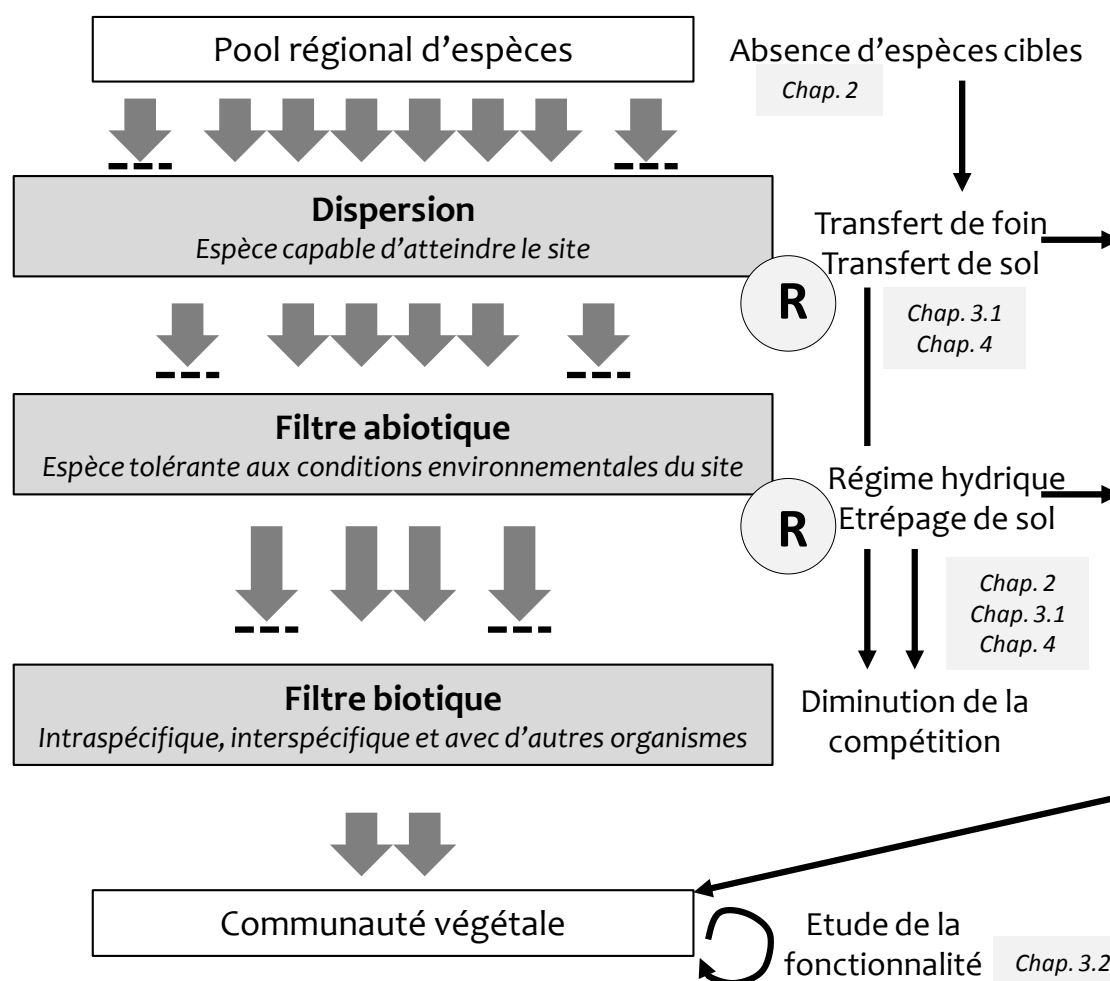 Pool régional d'espèces
Absence d'espèces cibles
Chap. 2
Dispersion
Espèce capable d'atteindre le site
Transfert de foin
Transfert de sol
R
Chap. 3.1
Chap. 4
Filtre abiotique
Espèce tolérante aux conditions environnementales du site
Régime hydrique
Etrépage de sol
R
Chap. 2
Chap. 3.1
Chap. 4
Filtre biotique
Intraspécifique, interspécifique et avec d'autres organismes
Diminution de la
compétition
Communauté végétale
Etude de la
fonctionnalité
Chap. 3.2